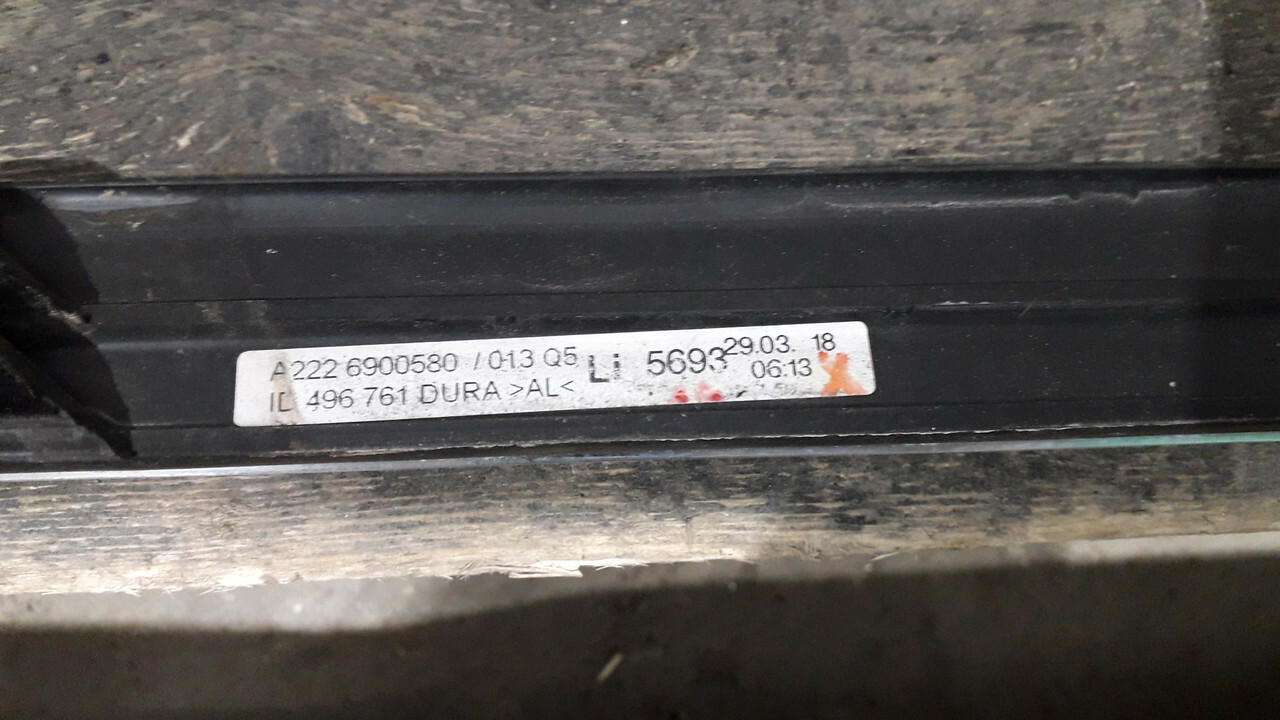 A222 6900580 / 013 Q5 Li 5693 29.03. 18
ID 496 761 DURA >AL< 06:13 X